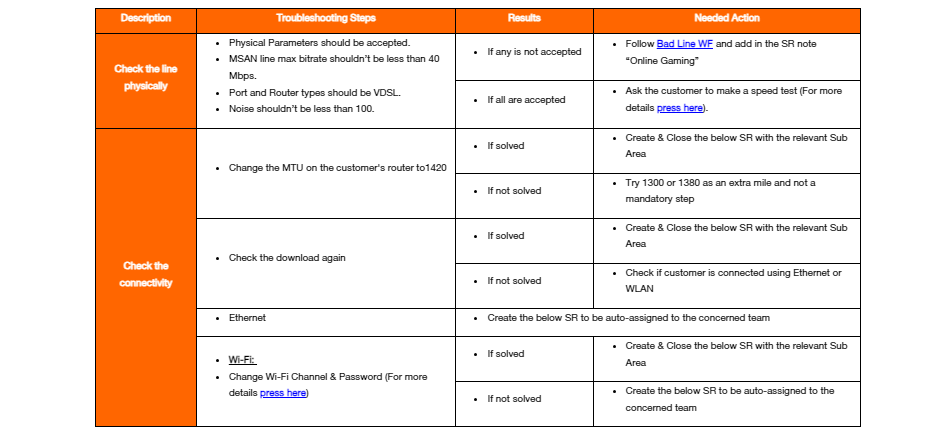 Description
Troubleshooting Steps
Results
Needed Action
Check the line
physically
• Physical Parameters should be accepted.
• MSAN line max bitrate shouldn't be less than 40
Mbps.
• Port and Router types should be VDSL.
• Noise shouldn't be less than 100.
• If any is not accepted
• Follow Bad Line WF and add in the SR note
“Online Gaming”
• If all are accepted
• Ask the customer to make a speed test (For more
details press here).
Check the
connectivity
• Change the MTU on the customer's router to1420
• If solved
• Create & Close the below SR with the relevant Sub
Area
• If not solved
• Try 1300 or 1380 as an extra mile and not a
mandatory step
• Check the download again
• If solved
• Create & Close the below SR with the relevant Sub
Area
• If not solved
• Check if customer is connected using Ethernet or
WLAN
• Ethernet
• Create the below SR to be auto-assigned to the concerned team
• Wi-Fi:
• Change Wi-Fi Channel & Password (For more
details press here)
• If solved
• Create & Close the below SR with the relevant Sub
Area
• If not solved
• Create the below SR to be auto-assigned to the
concerned team